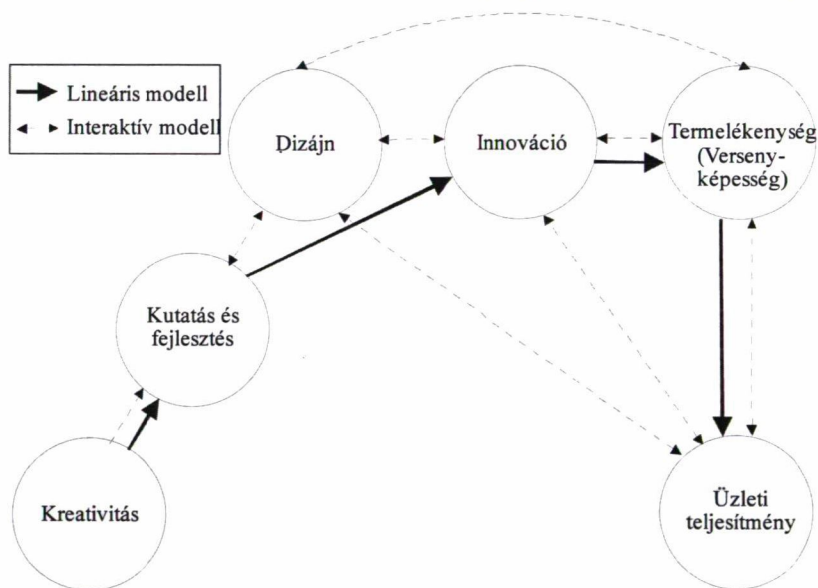 Lineáris modell
Interaktív modell
Dizájn
Innováció
Termelékenység
(Verseny-
képesség)
Kutatás és
fejlesztés
Kreativitás
Üzleti
teljesítmény